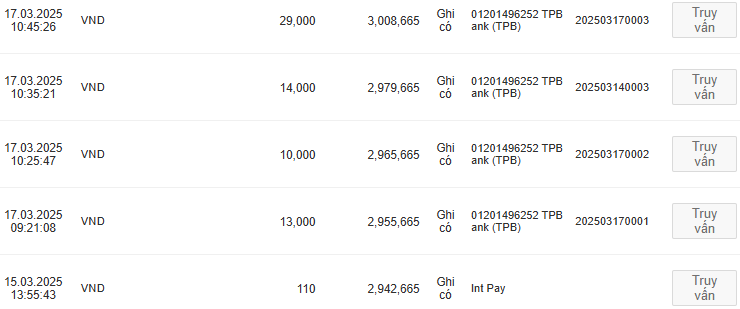 17.03.2025
10:45:26
VND
29,000
3,008,665
Ghi
có
01201496252 TPB
ank (TPB)
202503170003
Truy
vấn
17.03.2025
10:35:21
VND
14,000
2,979,665
Ghi
có
01201496252 TPB
ank (TPB)
202503140003
Truy
vấn
17.03.2025
10:25:47
VND
10,000
2,965,665
Ghi
có
01201496252 TPB
ank (TPB)
202503170002
Truy
vấn
17.03.2025
09:21:08
VND
13,000
2,955,665
Ghi
có
01201496252 TPB
ank (TPB)
202503170001
Truy
vấn
15.03.2025
13:55:43
VND
110
2,942,665
Ghi
có
Int Pay
Truy
vấn